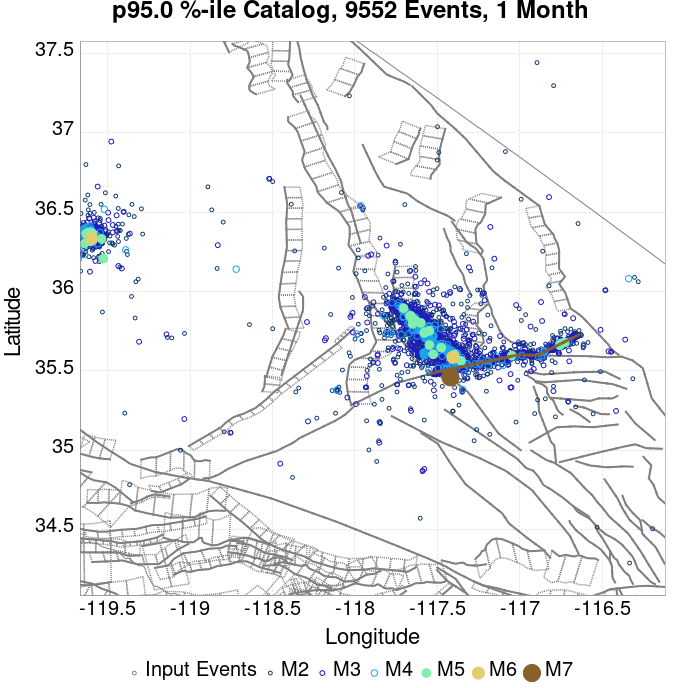 p95.0 %-ile Catalog, 9552 Events, 1 Month
37.5
37
36.5
36
35.5
35
34.5
Latitude
-119.5 -119 -118.5 -118 -117.5 -117 -116.5
Longitude
Input Events M2 M3 M4 M5 M6 M7